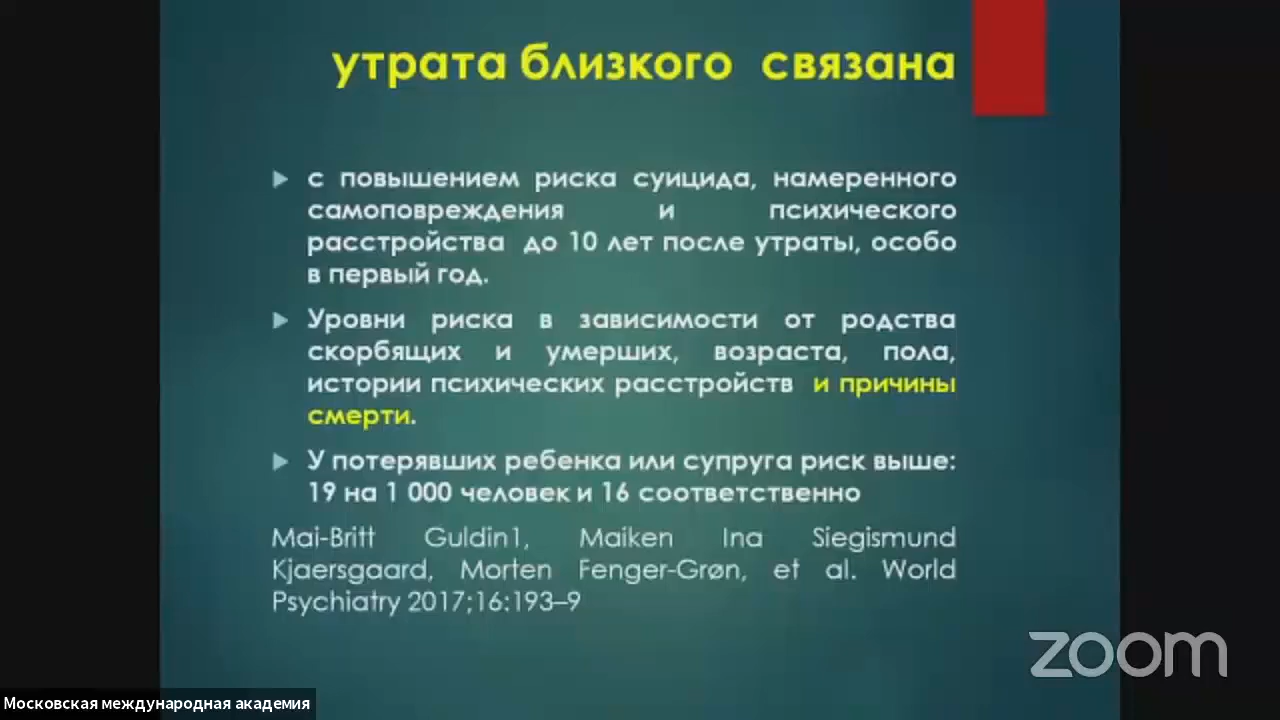 утрата близкого связана
с повышением риска суицида, намеренного
самоповреждения и психического
расстройства до 10 лет после утраты, особо
в первый год.
Уровни риска в зависимости от родства
скорбящих и умерших, возраста, пола,
истории психических расстройств и причины
смерти.
У потерявших ребенка или супруга риск выше:
19 на 1 000 человек и 16 соответственно
Mai-Britt Guldin1, Maiken Ina Siegismund
Kjaersgaard, Morten Fenger-Grøn, et al. World
Psychiatry 2017;16:193–9
zoom
Московская международная академия